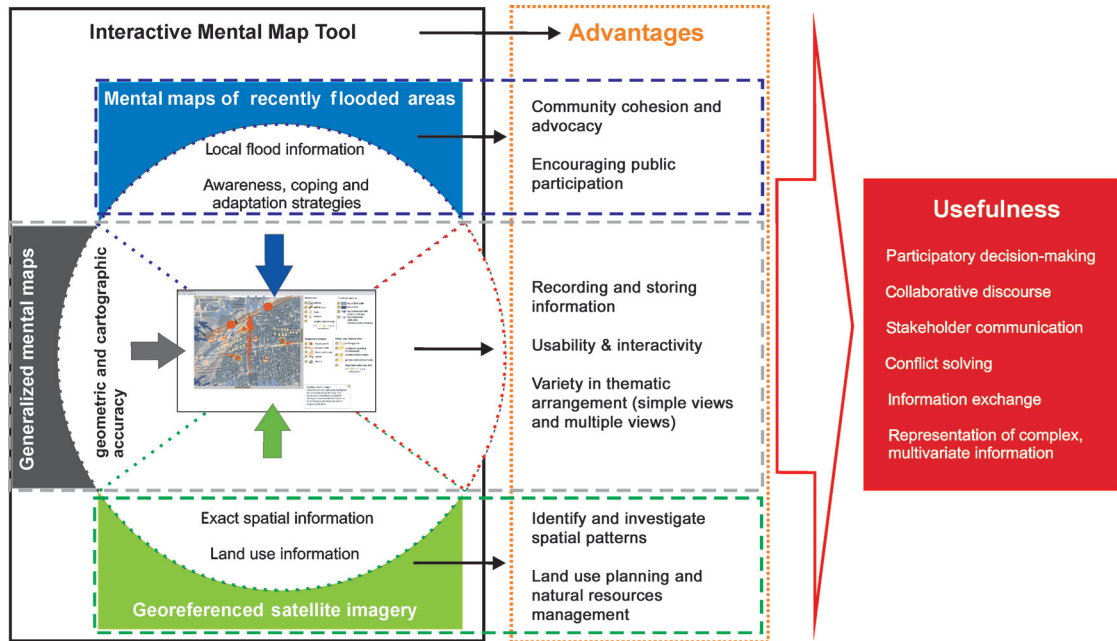 Interactive Mental Map Tool
Advantages
Mental maps of recently flooded areas
Local flood information
Awareness, coping and
adaptation strategies
Community cohesion and
advocacy
Encouraging public
participation
Generalized mental maps
geometric and cartographic
accuracy
Recording and storing
information
Usability & interactivity
Variety in thematic
arrangement (simple views
and multiple views)
Exact spatial information
Land use information
Georeferenced satellite imagery
Identify and investigate
spatial patterns
Land use planning and
natural resources
management
Usefulness
Participatory decision-making
Collaborative discourse
Stakeholder communication
Conflict solving
Information exchange
Representation of complex,
multivariate information